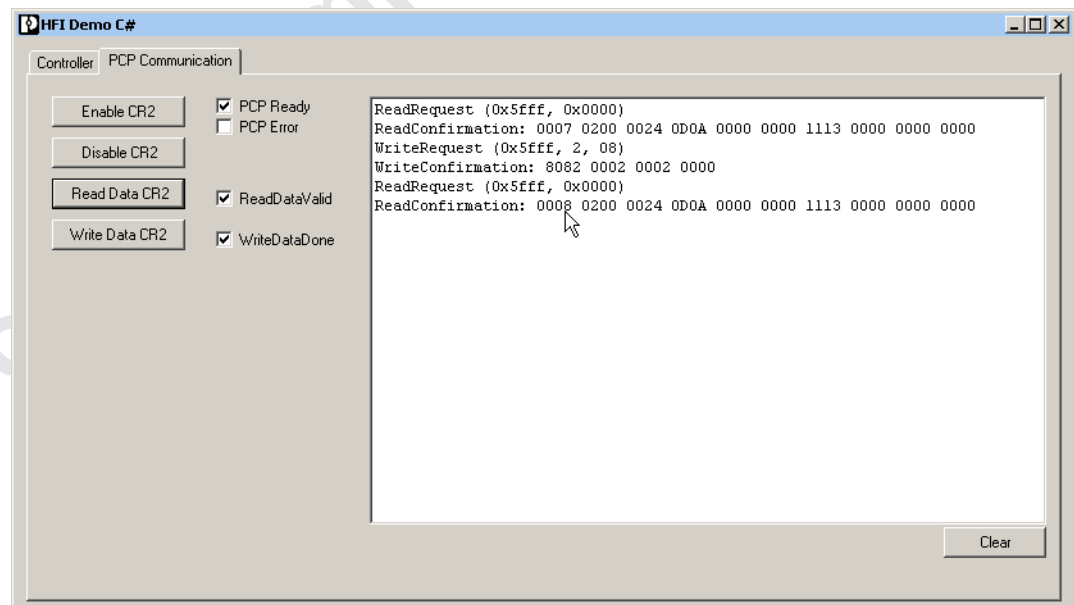 HFI Demo C#
Controller PCP Communication
Enable CR2
Disable CR2
Read Data CR2
Write Data CR2
PCP Ready
PCP Error
ReadDataValid
WriteDataDone
ReadRequest (0x5fff, 0x0000)
ReadConfirmation: 0007 0200 0024 0D0A 0000 0000 1113 0000 0000 0000
WriteRequest (0x5fff, 2, 08)
WriteConfirmation: 8082 0002 0002 0000
ReadRequest (0x5fff, 0x0000)
ReadConfirmation: 0008 0200 0024 0D0A 0000 0000 1113 0000 0000 0000
Clear